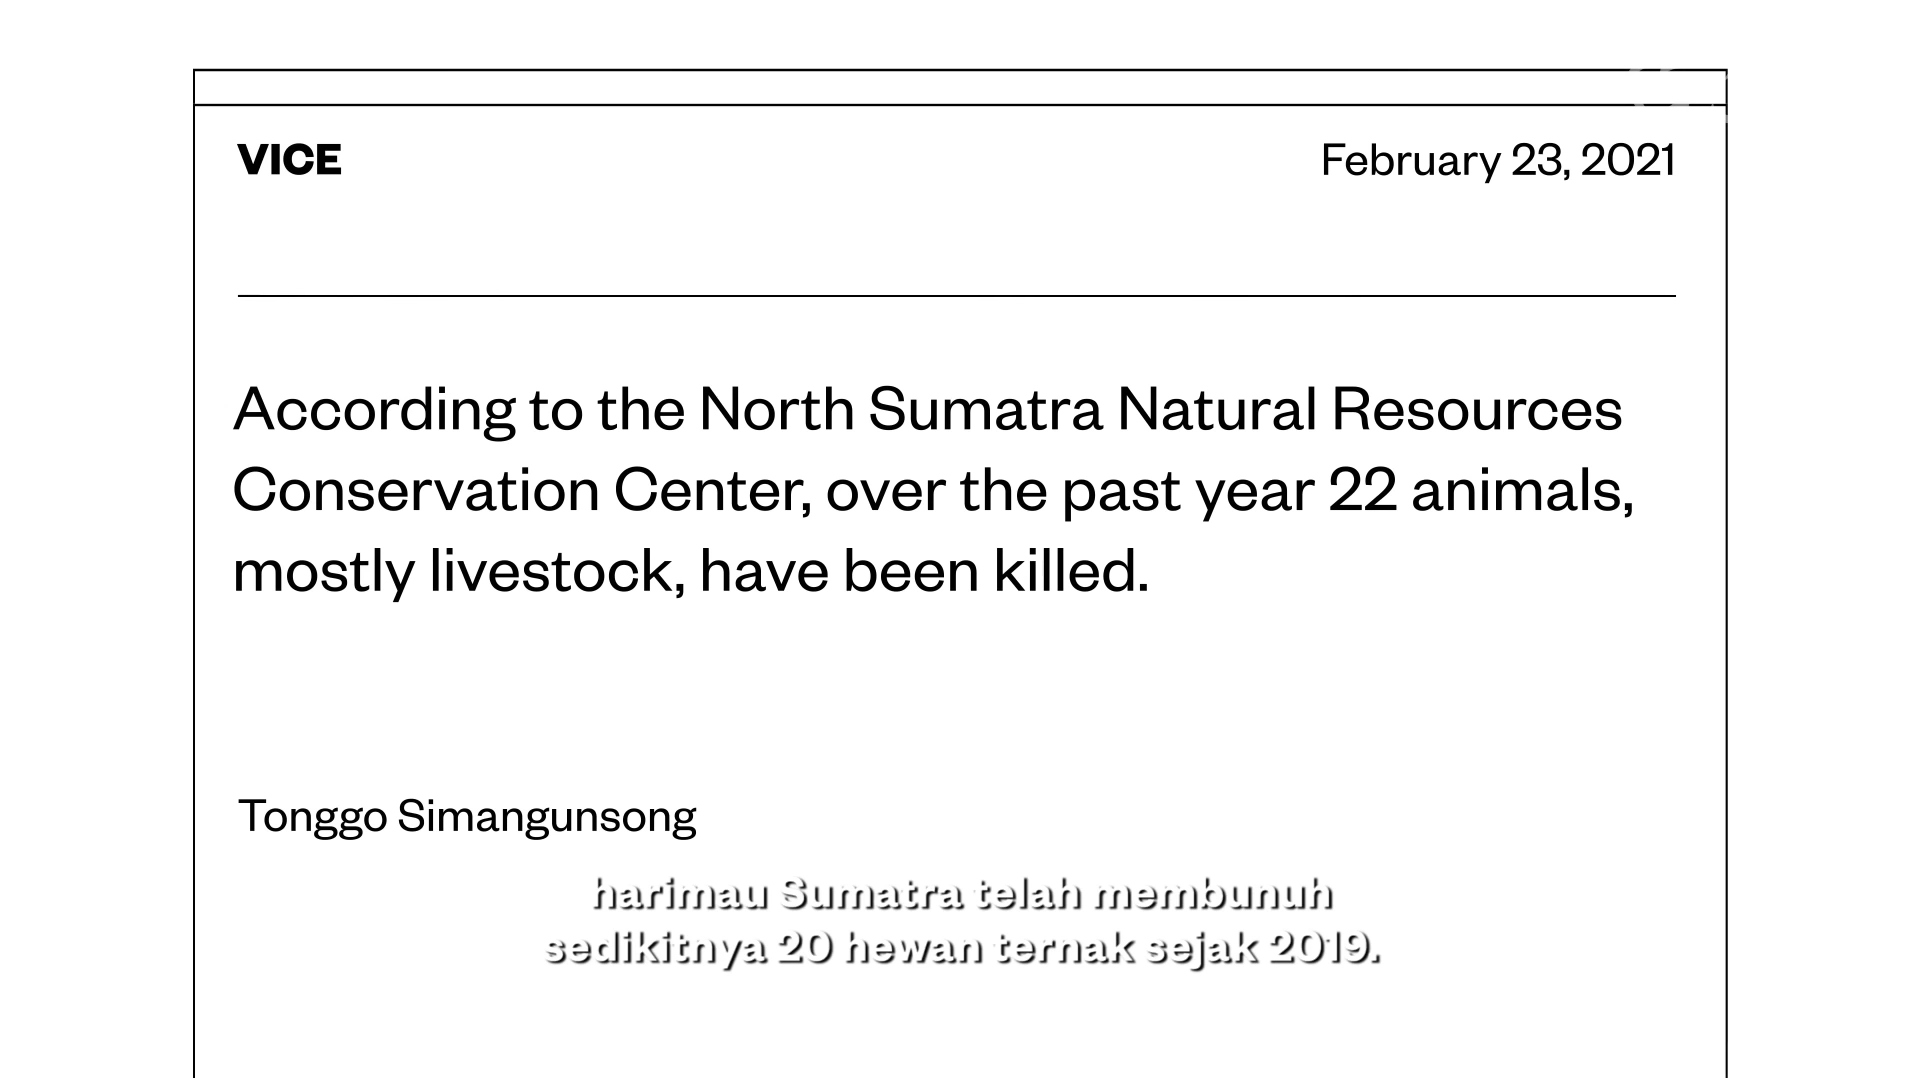 VICE
February 23, 2021
According to the North Sumatra Natural Resources
Conservation Center, over the past year 22 animals,
mostly livestock, have been killed.
Tonggo Simangunsong
harimau Sumatra telah membunuh
sedikitnya 20 hewan ternak sejak 2019.